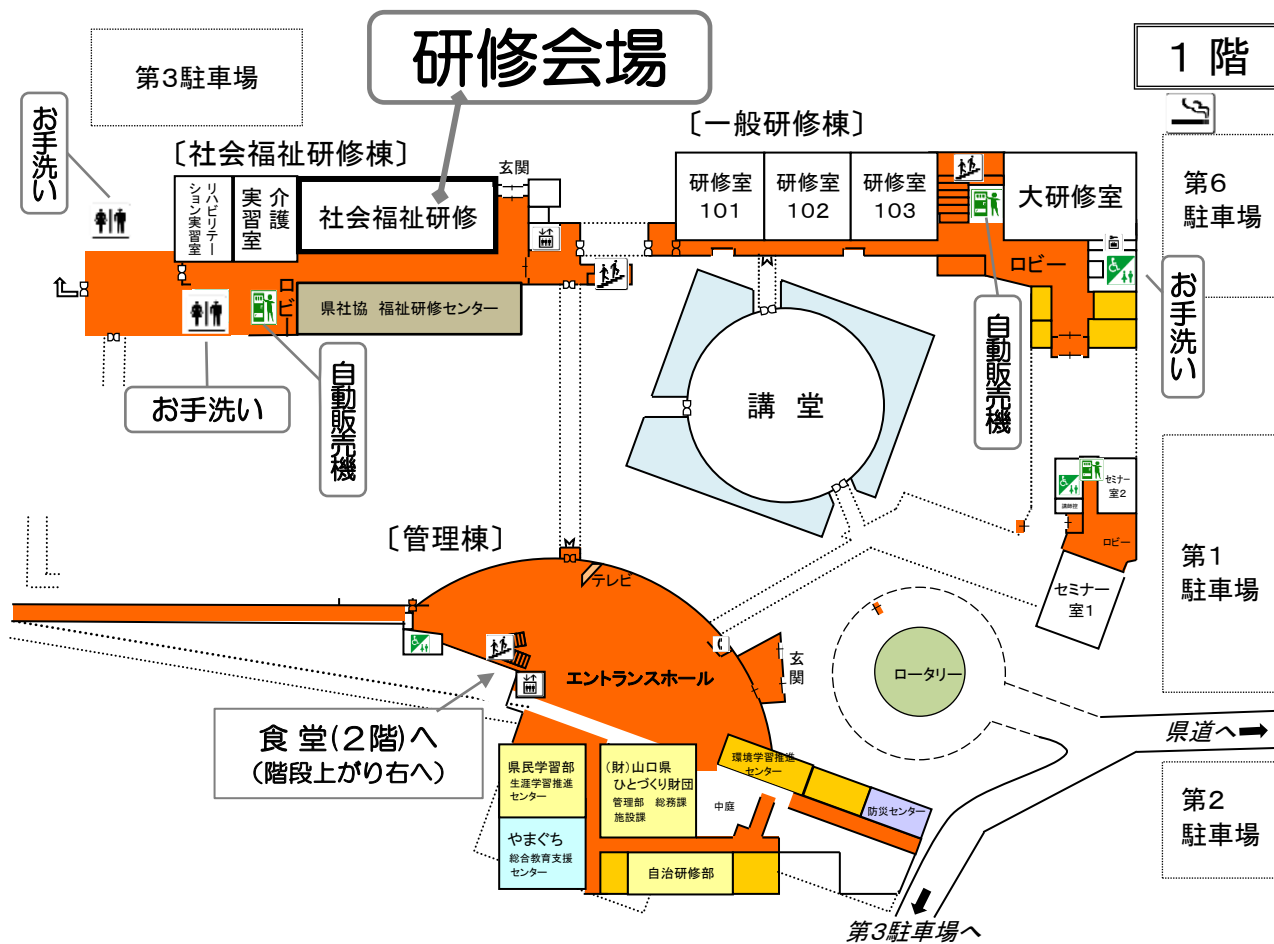 研修会場
1 階
第3駐車場
お手洗い
〔社会福祉研修棟〕
〔一般研修棟〕
玄関
リハビリテー
ション実習室
介護
実習室
社会福祉研修
研修室
101
研修室
102
研修室
103
大研修室
第6
駐車場
ロビー
県社協 福祉研修センター
ロビー
お手洗い
お手洗い
自動販売機
自動販売機
講 堂
セミナー
室2
講師控
ロビー
セミナー
室1
第1
駐車場
〔管理棟〕
テレビ
エントランスホール
玄関
ロータリー
食 堂(2階)へ
(階段上がり右へ)
県道へ
県民学習部
生涯学習推進
センター
(財)山口県
ひとづくり財団
管理部 総務課
施設課
環境学習推進
センター
防災センター
中庭
第2
駐車場
やまぐち
総合教育支援
センター
自治研修部
第3駐車場へ